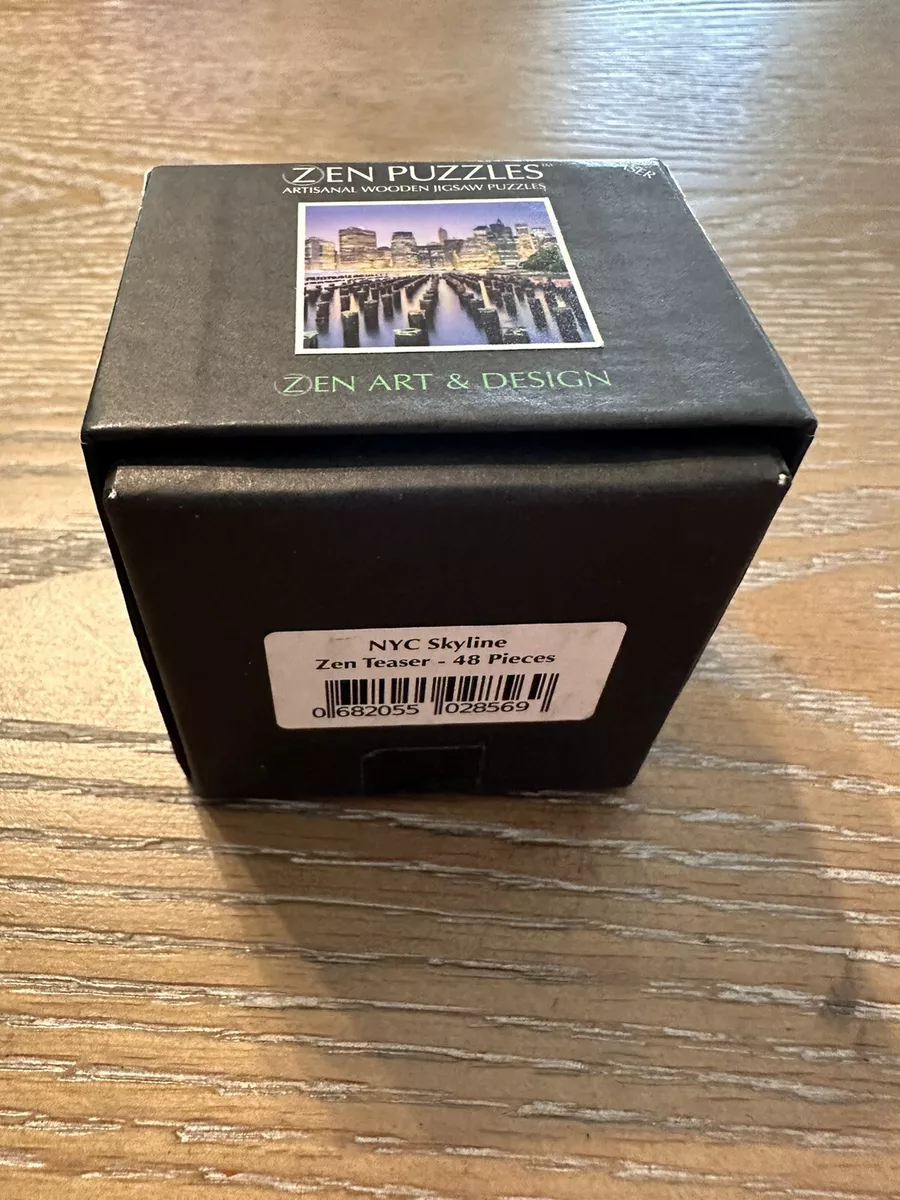 ZEN PUZZLES™
ARTISANAL WOODEN JIGSAW PUZZLES
ZEN ART & DESIGN
NYC Skyline
Zen Teaser - 48 Pieces
0 682055 028569